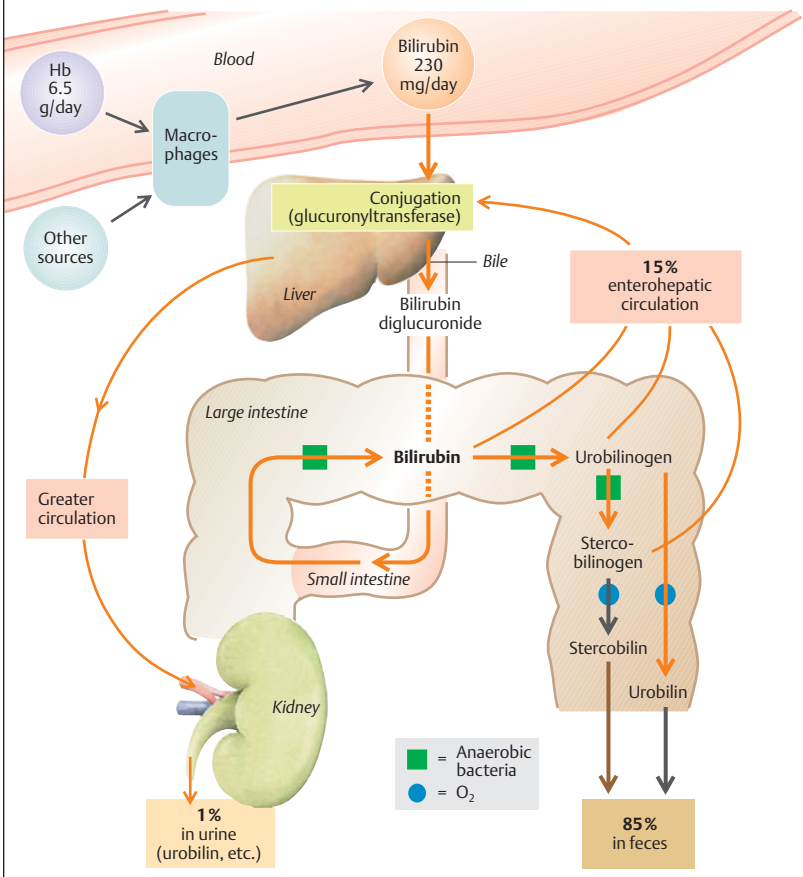 Blood
Hb
6.5
g/day
Bilirubin
230
mg/day
Macro-
phages
Other
sources
Conjugation
(glucuronyltransferase)
Bile
Liver
Bilirubin
diglucuronide
15%
enterohepatic
circulation
Large intestine
Bilirubin
Urobilinogen
Greater
circulation
Sterco-
bilinogen
Small intestine
Stercobilin
Urobilin
Kidney
= Anaerobic
bacteria
= O₂
1%
in urine
(urobilin, etc.)
85%
in feces